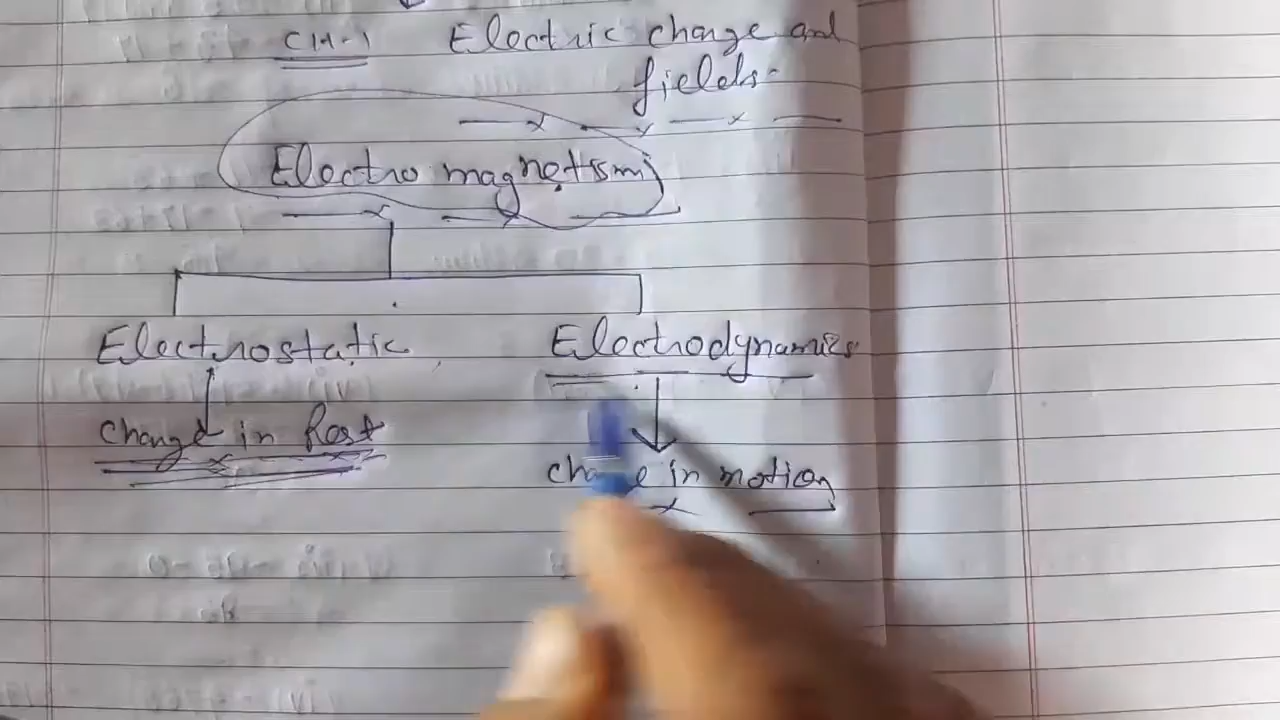 CH-1 Electric charge and
fields-
Electro magnetism
Electrostatic Electrodynamics
Charge in Rest
charge in motion